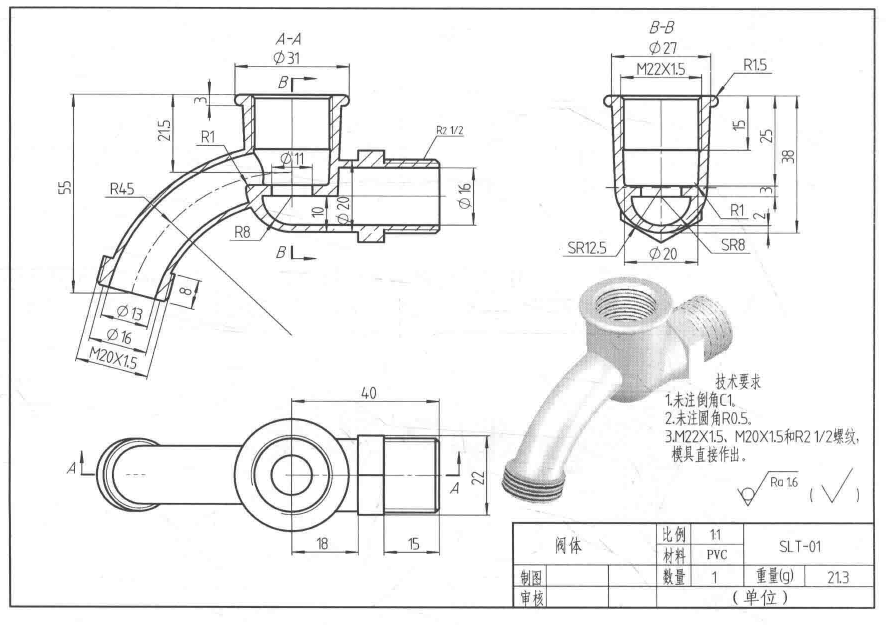 A-A
Ø31
B
3
21.5
55
R1
Ø11
R2 1/2
R45
Ø16
Ø20
10
R8
B
8
Ø13
Ø16
M20X1.5
B-B
Ø27
M22X1.5
R1.5
15
25
38
3
R1
2
SR12.5
SR8
Ø20
40
A
A
22
18
15
技术要求
1.未注倒角C1。
2.未注圆角R0.5。
3.M22X1.5、M20X1.5和R2 1/2螺纹,
模具直接作出。
Ra 1.6
( )
阀体 比例 1:1 SLT-01
材料 PVC
制图 数量 1 重量(g) 21.3
审核 (单位)